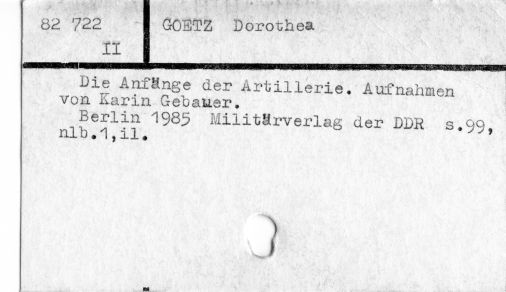 82 722
II
GOETZ Dorothea
Die Anfänge der Artillerie. Aufnahmen
von Karin Gebauer.
Berlin 1985 Militärverlag der DDR s.99,
nlb.1,il.